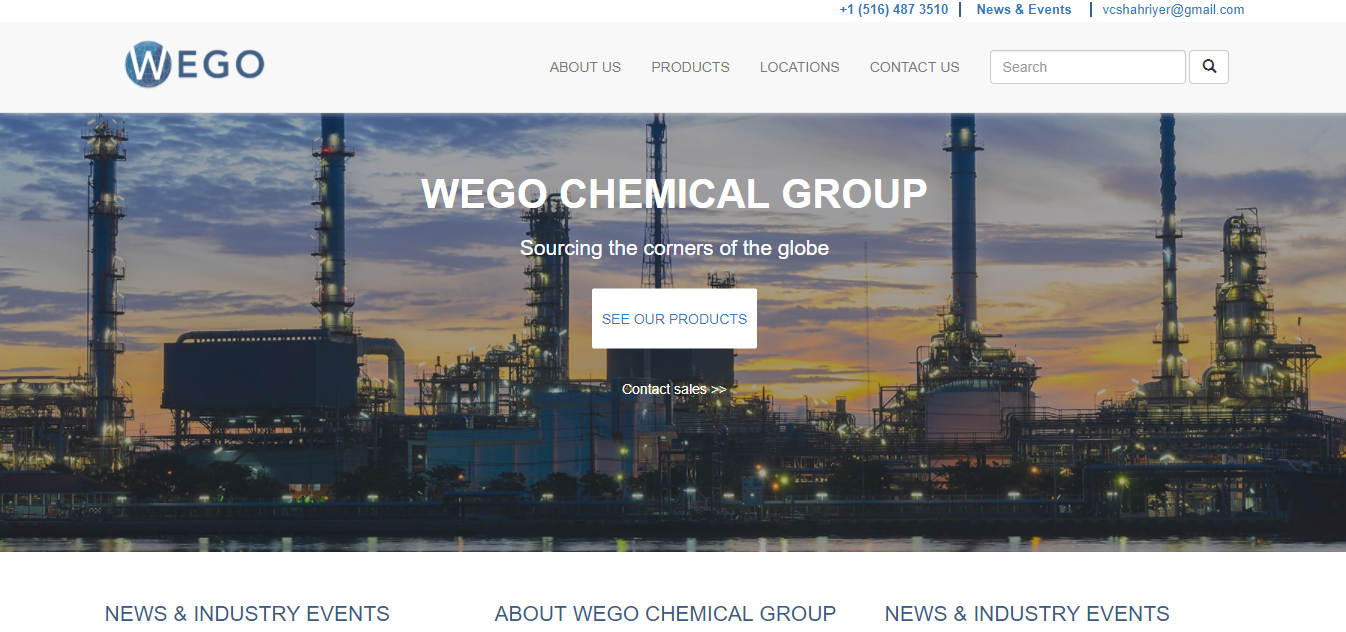 +1 (516) 487 3510 | News & Events | vcshahriyer@gmail.com
WEGO
ABOUT US PRODUCTS LOCATIONS CONTACT US Search
WEGO CHEMICAL GROUP
Sourcing the corners of the globe
SEE OUR PRODUCTS
Contact sales >>
NEWS & INDUSTRY EVENTS ABOUT WEGO CHEMICAL GROUP NEWS & INDUSTRY EVENTS